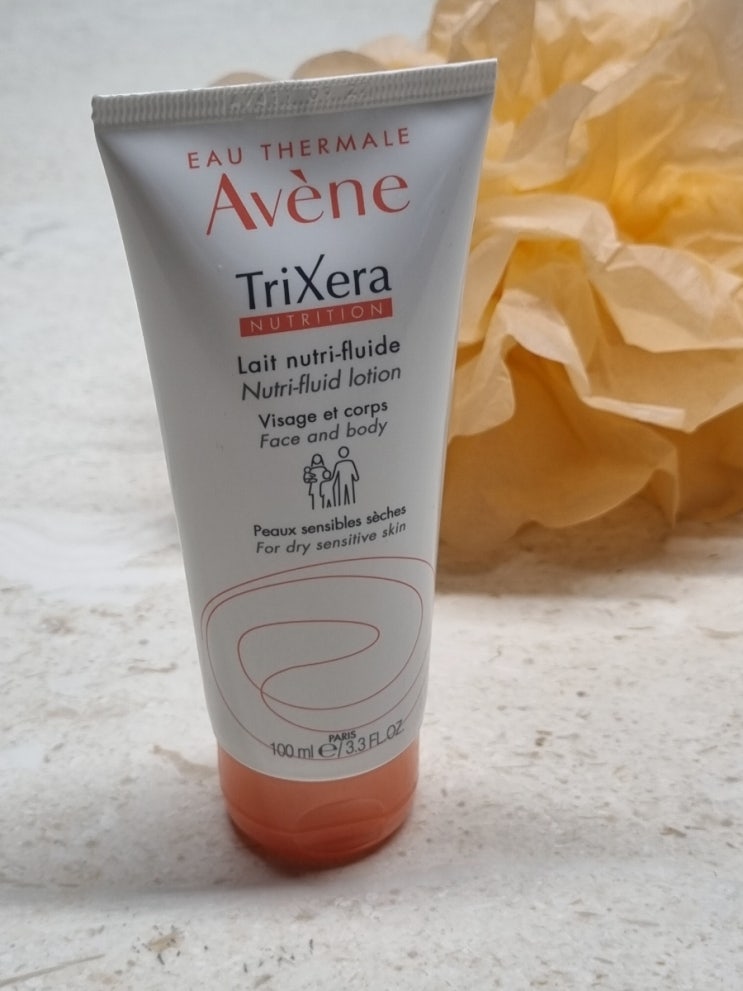 EAU THERMALE
Avène
TriXera
NUTRITION
Lait nutri-fluide
Nutri-fluid lotion
Visage et corps
Face and body
Peaux sensibles sèches
For dry sensitive skin
PARIS
100 ml e/3.3 FL.OZ.